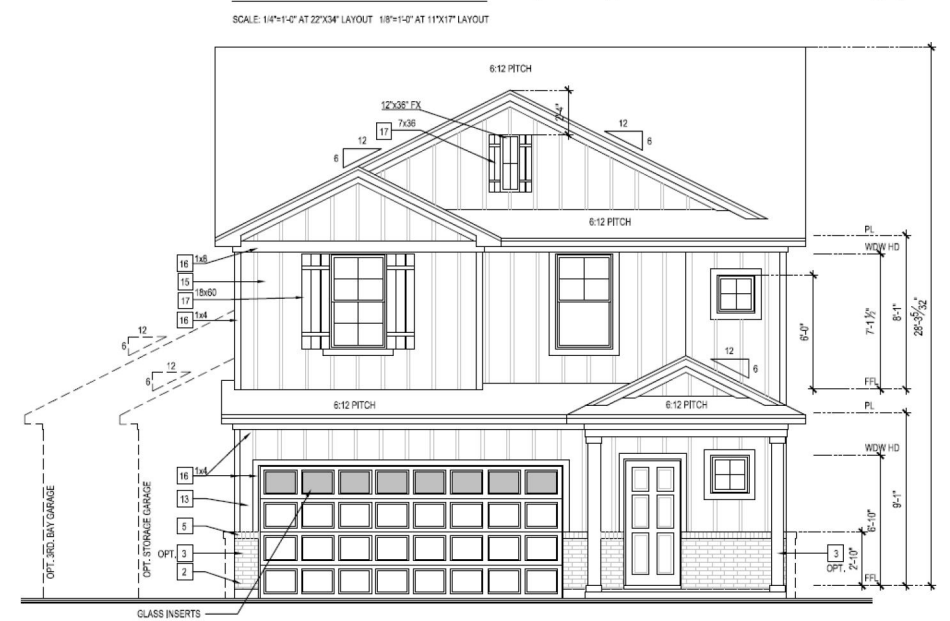 SCALE: 1/4"=1'-0" AT 22"X34" LAYOUT 1/8"=1'-0" AT 11"X17" LAYOUT
6:12 PITCH
12"x36" FX
17 7x36
2'-4"
12
6
12
6
6:12 PITCH
PL
WDW HD
16 1x6
15
17 18x60
16 1x4
6'-0"
7'-1 1/2"
8'-1"
28'-3 5/32"
12
6
12
6
12
6
FFL
PL
6:12 PITCH
6:12 PITCH
WDW HD
16 1x4
13
5
OPT. 3
2
OPT. 3RD. BAY GARAGE
OPT. STORAGE GARAGE
3
OPT.
2'-10"
6'-10"
9'-1"
FFL
GLASS INSERTS